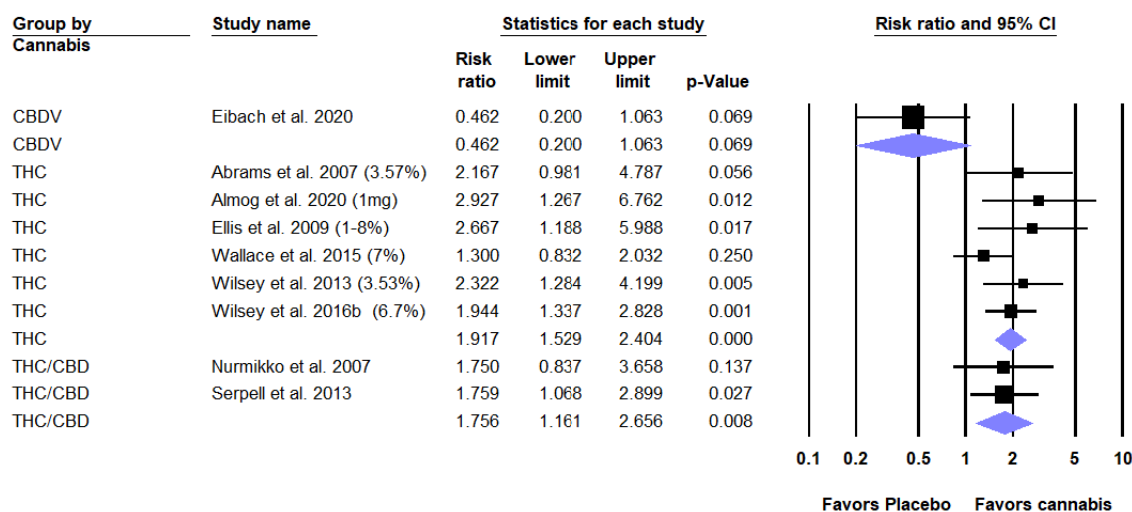 Group by Study name Statistics for each study Risk ratio and 95% CI
Cannabis
Risk Lower Upper
ratio limit limit p-Value
CBDV Eibach et al. 2020 0.462 0.200 1.063 0.069
CBDV 0.462 0.200 1.063 0.069
THC Abrams et al. 2007 (3.57%) 2.167 0.981 4.787 0.056
THC Almog et al. 2020 (1mg) 2.927 1.267 6.762 0.012
THC Ellis et al. 2009 (1-8%) 2.667 1.188 5.988 0.017
THC Wallace et al. 2015 (7%) 1.300 0.832 2.032 0.250
THC Wilsey et al. 2013 (3.53%) 2.322 1.284 4.199 0.005
THC Wilsey et al. 2016b (6.7%) 1.944 1.337 2.828 0.001
THC 1.917 1.529 2.404 0.000
THC/CBD Nurmikko et al. 2007 1.750 0.837 3.658 0.137
THC/CBD Serpell et al. 2013 1.759 1.068 2.899 0.027
THC/CBD 1.756 1.161 2.656 0.008
0.1 0.2 0.5 1 2 5 10
Favors Placebo Favors cannabis